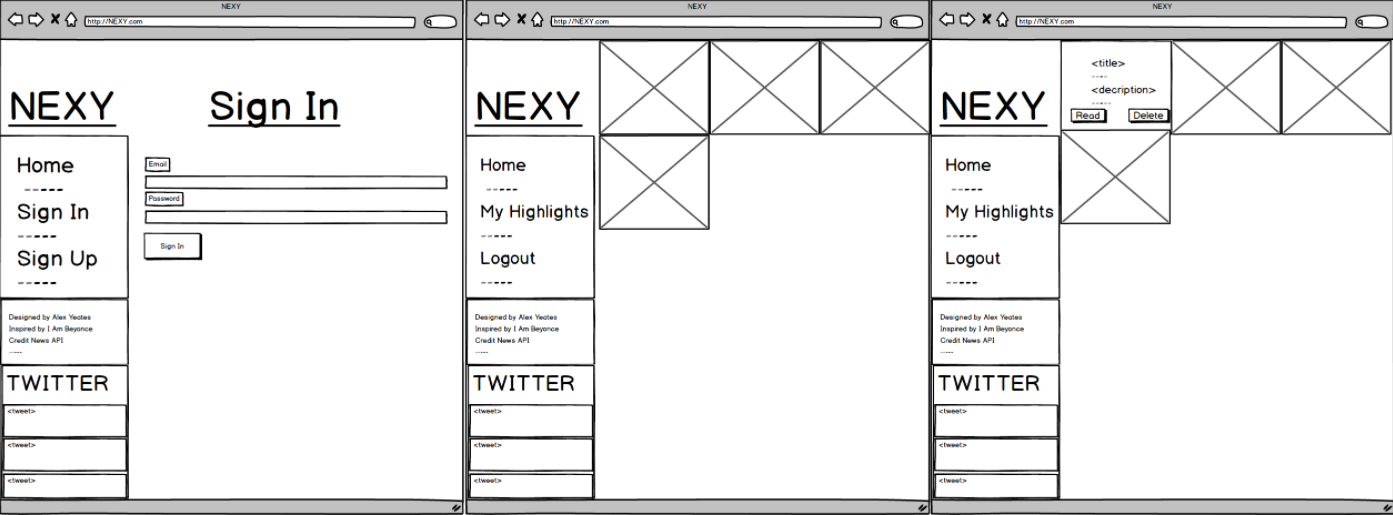 NEXY
http://NEXY.com
NEXY
Sign In
Home
Sign In
Sign Up
Email
Password
Sign In
Designed by Alex Yeates
Inspired by I Am Beyonce
Credit News API
TWITTER
<tweet>
<tweet>
<tweet>
NEXY
http://NEXY.com
NEXY
Home
My Highlights
Logout
Designed by Alex Yeates
Inspired by I Am Beyonce
Credit News API
TWITTER
<tweet>
<tweet>
<tweet>
NEXY
http://NEXY.com
NEXY
<title>
<decription>
Read Delete
Home
My Highlights
Logout
Designed by Alex Yeates
Inspired by I Am Beyonce
Credit News API
TWITTER
<tweet>
<tweet>
<tweet>